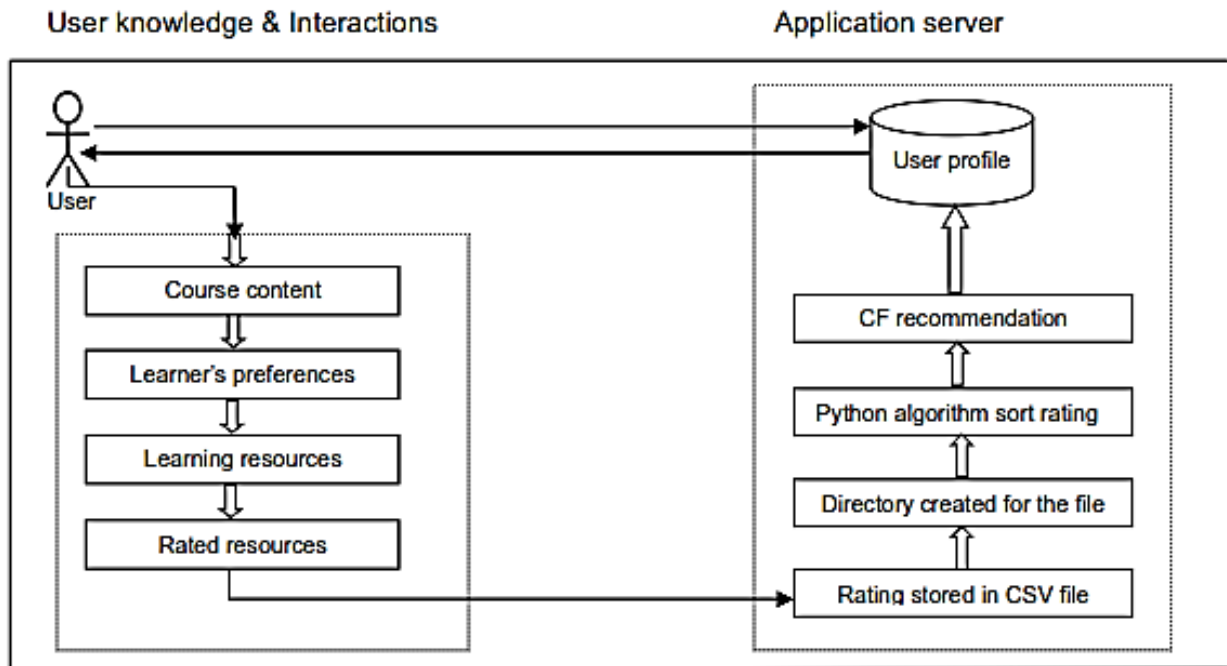 User knowledge & Interactions
Application server
User
User profile
Course content
Learner's preferences
Learning resources
Rated resources
CF recommendation
Python algorithm sort rating
Directory created for the file
Rating stored in CSV file